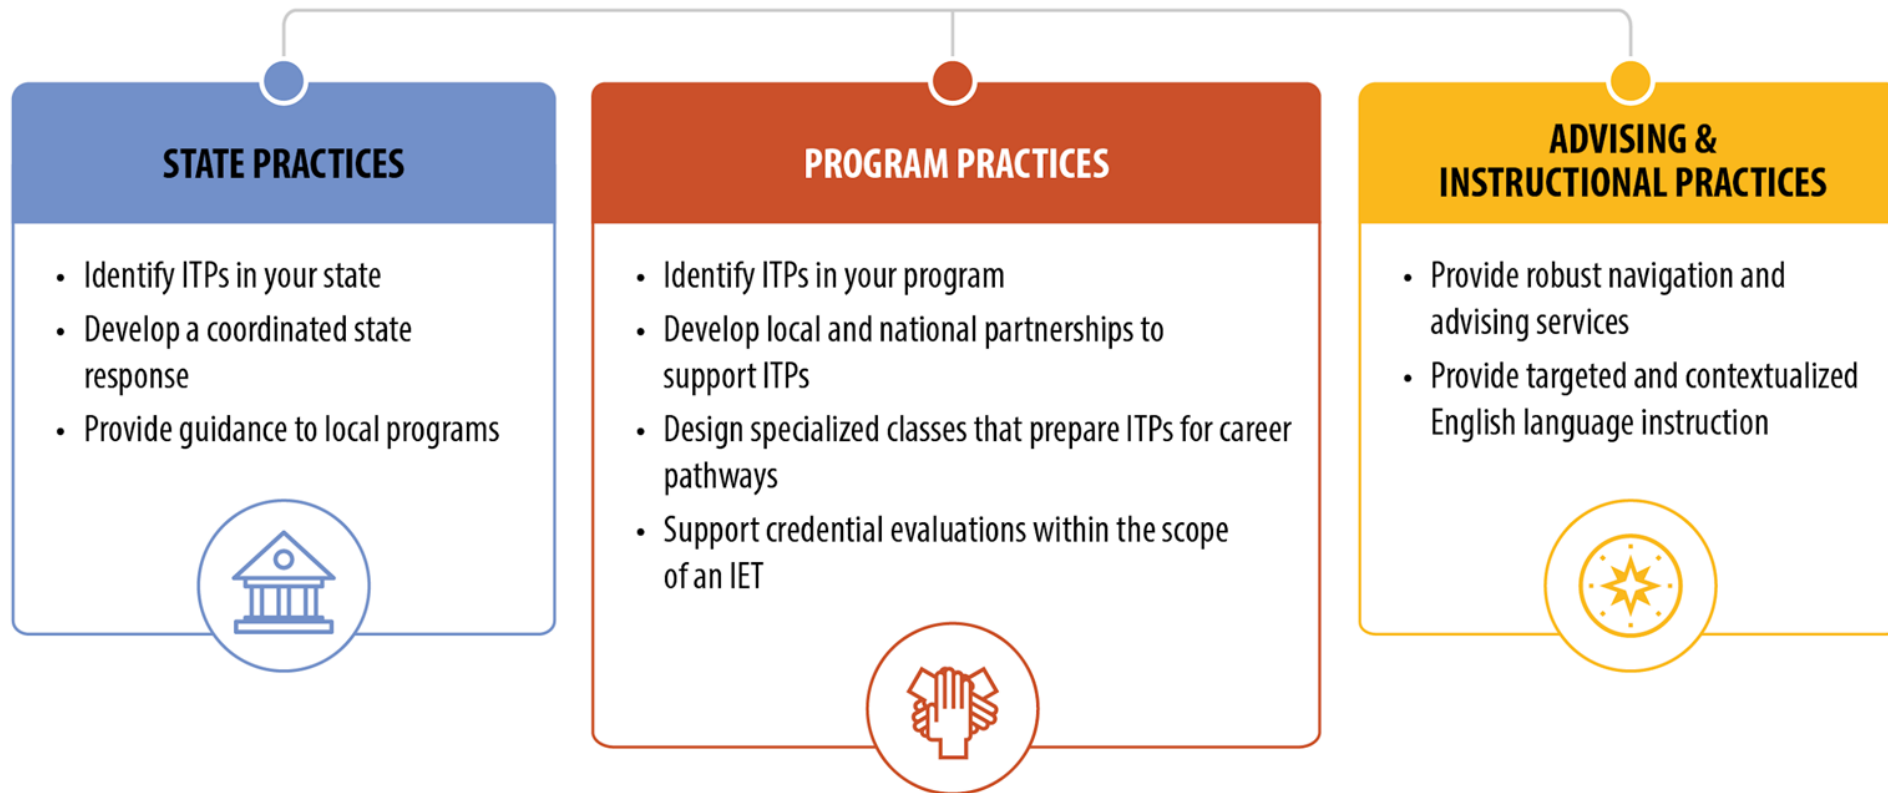 STATE PRACTICES
• Identify ITPs in your state
• Develop a coordinated state
response
• Provide guidance to local programs
PROGRAM PRACTICES
• Identify ITPs in your program
• Develop local and national partnerships to
support ITPs
• Design specialized classes that prepare ITPs for career
pathways
• Support credential evaluations within the scope
of an IET
ADVISING &
INSTRUCTIONAL PRACTICES
• Provide robust navigation and
advising services
• Provide targeted and contextualized
English language instruction